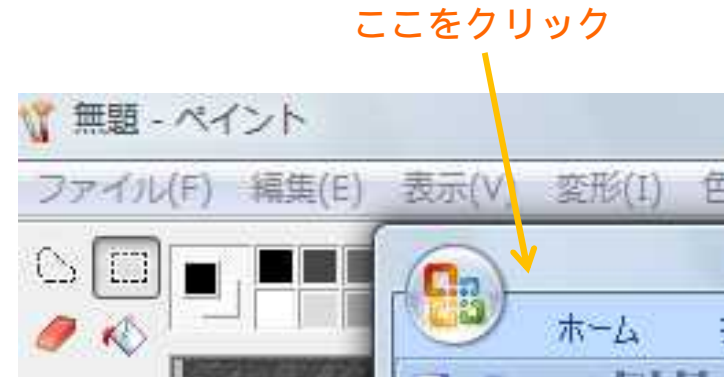 ここをクリック
無題 - ペイント
ファイル(F) 編集(E) 表示(V) 変形(I) 色
ホーム